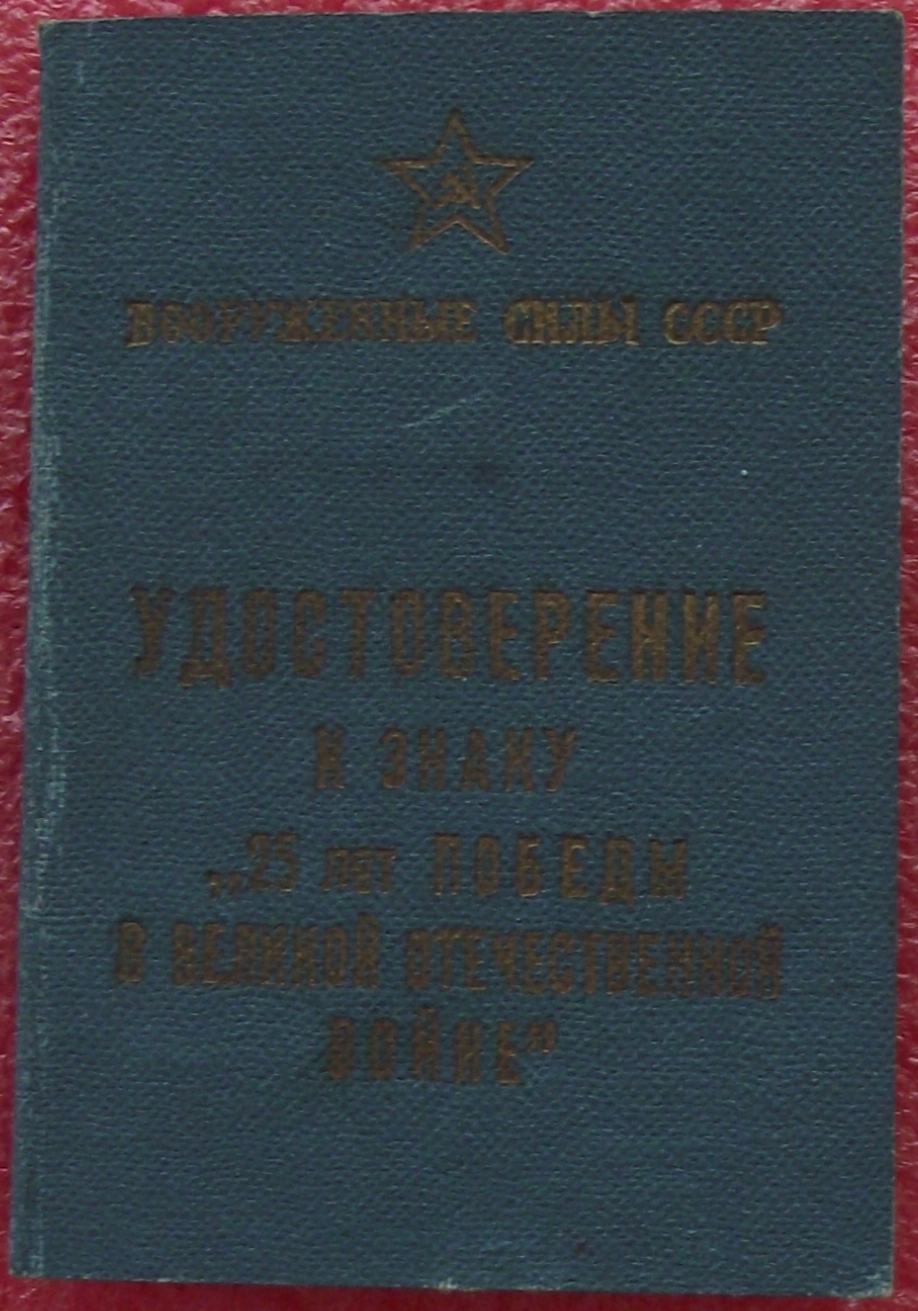 ВООРУЖЕННЫЕ СИЛЫ СССР
УДОСТОВЕРЕНИЕ
К ЗНАКУ
„25 лет ПОБЕДЫ
В ВЕЛИКОЙ ОТЕЧЕСТВЕННОЙ
ВОЙНЕ"